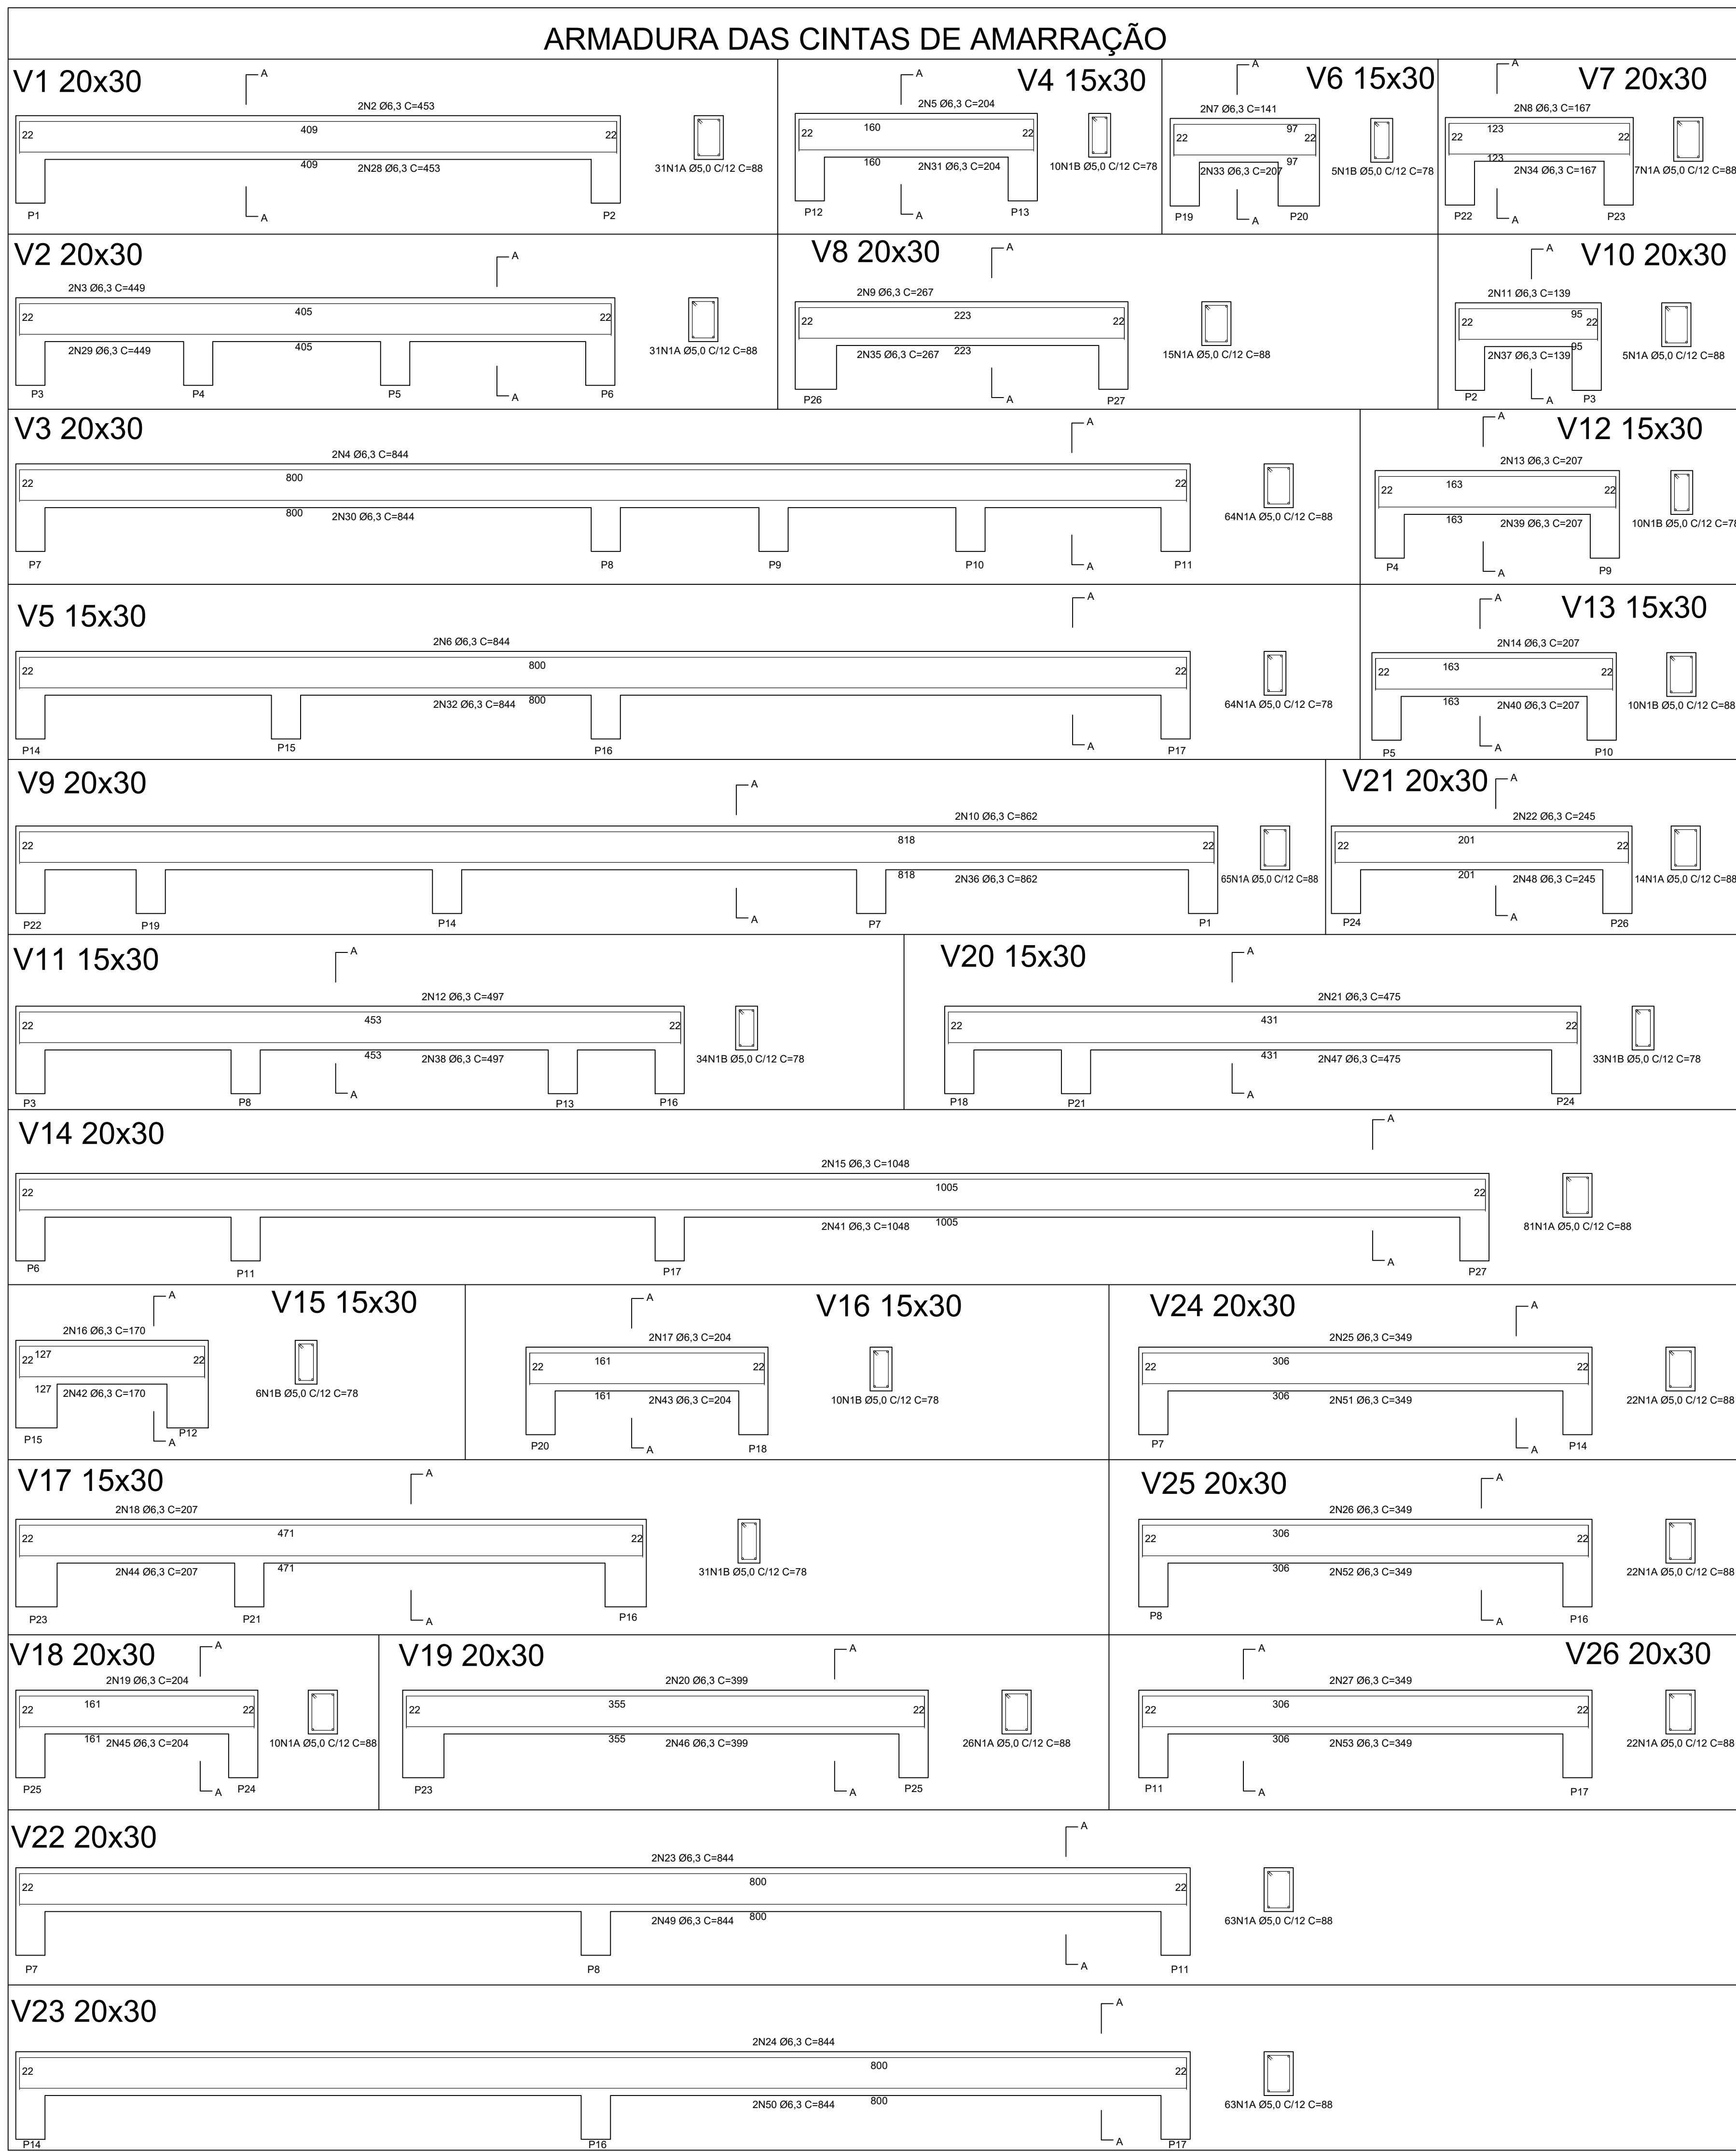 ARMADURA DAS CINTAS DE AMARRAÇÃO
V1 20x30
A
2N2 Ø6,3 C=453
22
409
22
409
2N28 Ø6,3 C=453
31N1A Ø5,0 C/12 C=88
P1
A
P2
V4 15x30
A
2N5 Ø6,3 C=204
22
160
22
160
2N31 Ø6,3 C=204
10N1B Ø5,0 C/12 C=78
P12
A
P13
V6 15x30
A
2N7 Ø6,3 C=141
22
97
22
97
2N33 Ø6,3 C=207
5N1B Ø5,0 C/12 C=78
P19
A
P20
V7 20x30
A
2N8 Ø6,3 C=167
22
123
22
123
2N34 Ø6,3 C=167
7N1A Ø5,0 C/12 C=88
P22
A
P23
V2 20x30
A
2N3 Ø6,3 C=449
22
405
22
2N29 Ø6,3 C=449
405
31N1A Ø5,0 C/12 C=88
P3
P4
P5
A
P6
V8 20x30
A
2N9 Ø6,3 C=267
22
223
22
2N35 Ø6,3 C=267
223
15N1A Ø5,0 C/12 C=88
P26
A
P27
V10 20x30
A
2N11 Ø6,3 C=139
22
95
22
95
2N37 Ø6,3 C=139
5N1A Ø5,0 C/12 C=88
P2
A
P3
V3 20x30
A
2N4 Ø6,3 C=844
22
800
22
800
2N30 Ø6,3 C=844
64N1A Ø5,0 C/12 C=88
P7
P8
P9
P10
A
P11
V12 15x30
A
2N13 Ø6,3 C=207
22
163
22
163
2N39 Ø6,3 C=207
10N1B Ø5,0 C/12 C=78
P4
A
P9
V5 15x30
A
2N6 Ø6,3 C=844
22
800
22
2N32 Ø6,3 C=844
800
64N1A Ø5,0 C/12 C=78
P14
P15
P16
A
P17
V13 15x30
A
2N14 Ø6,3 C=207
22
163
22
163
2N40 Ø6,3 C=207
10N1B Ø5,0 C/12 C=88
P5
A
P10
V9 20x30
A
2N10 Ø6,3 C=862
22
818
22
818
2N36 Ø6,3 C=862
65N1A Ø5,0 C/12 C=88
P22
P19
P14
A
P7
P1
V21 20x30
A
2N22 Ø6,3 C=245
22
201
22
201
2N48 Ø6,3 C=245
14N1A Ø5,0 C/12 C=88
P24
A
P26
V11 15x30
A
2N12 Ø6,3 C=497
22
453
22
453
2N38 Ø6,3 C=497
34N1B Ø5,0 C/12 C=78
P3
P8
A
P13
P16
V20 15x30
A
2N21 Ø6,3 C=475
22
431
22
431
2N47 Ø6,3 C=475
33N1B Ø5,0 C/12 C=78
P18
P21
A
P24
V14 20x30
A
2N15 Ø6,3 C=1048
22
1005
22
2N41 Ø6,3 C=1048
1005
81N1A Ø5,0 C/12 C=88
P6
P11
P17
A
P27
V15 15x30
A
2N16 Ø6,3 C=170
22
127
22
127
2N42 Ø6,3 C=170
6N1B Ø5,0 C/12 C=78
P15
A
P12
V16 15x30
A
2N17 Ø6,3 C=204
22
161
22
161
2N43 Ø6,3 C=204
10N1B Ø5,0 C/12 C=78
P20
A
P18
V24 20x30
A
2N25 Ø6,3 C=349
22
306
22
306
2N51 Ø6,3 C=349
22N1A Ø5,0 C/12 C=88
P7
A
P14
V17 15x30
A
2N18 Ø6,3 C=207
22
471
22
2N44 Ø6,3 C=207
471
31N1B Ø5,0 C/12 C=78
P23
P21
A
P16
V25 20x30
A
2N26 Ø6,3 C=349
22
306
22
306
2N52 Ø6,3 C=349
22N1A Ø5,0 C/12 C=88
P8
A
P16
V18 20x30
A
2N19 Ø6,3 C=204
22
161
22
161
2N45 Ø6,3 C=204
10N1A Ø5,0 C/12 C=88
P25
A
P24
V19 20x30
A
2N20 Ø6,3 C=399
22
355
22
355
2N46 Ø6,3 C=399
26N1A Ø5,0 C/12 C=88
P23
A
P25
V26 20x30
A
2N27 Ø6,3 C=349
22
306
22
306
2N53 Ø6,3 C=349
22N1A Ø5,0 C/12 C=88
P11
A
P17
V22 20x30
A
2N23 Ø6,3 C=844
22
800
22
2N49 Ø6,3 C=844
800
63N1A Ø5,0 C/12 C=88
P7
P8
A
P11
V23 20x30
A
2N24 Ø6,3 C=844
22
800
22
2N50 Ø6,3 C=844
800
63N1A Ø5,0 C/12 C=88
P14
P16
A
P17